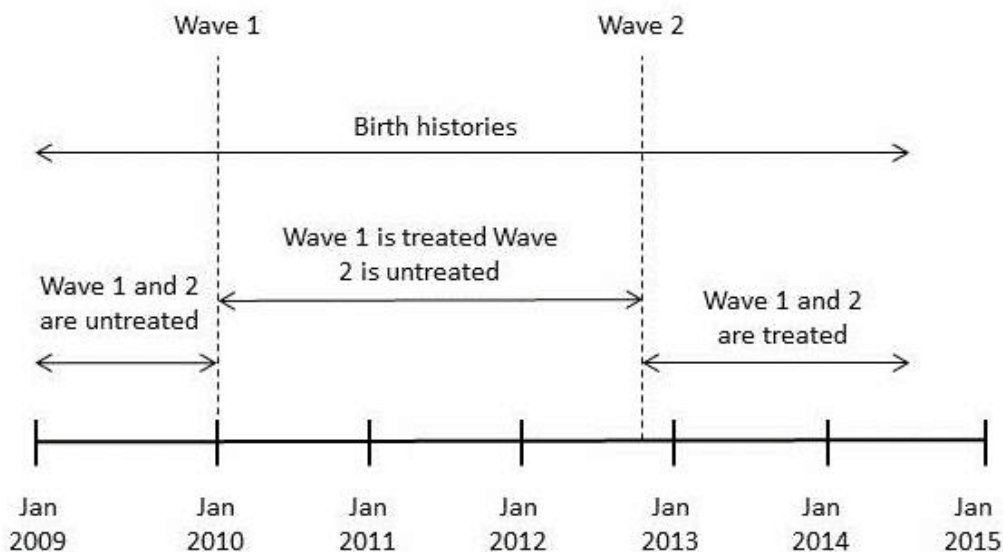 Wave 1
Wave 2
Birth histories
Wave 1 is treated Wave
2 is untreated
Wave 1 and 2
are untreated
Wave 1 and 2
are treated
Jan
2009
Jan
2010
Jan
2011
Jan
2012
Jan
2013
Jan
2014
Jan
2015